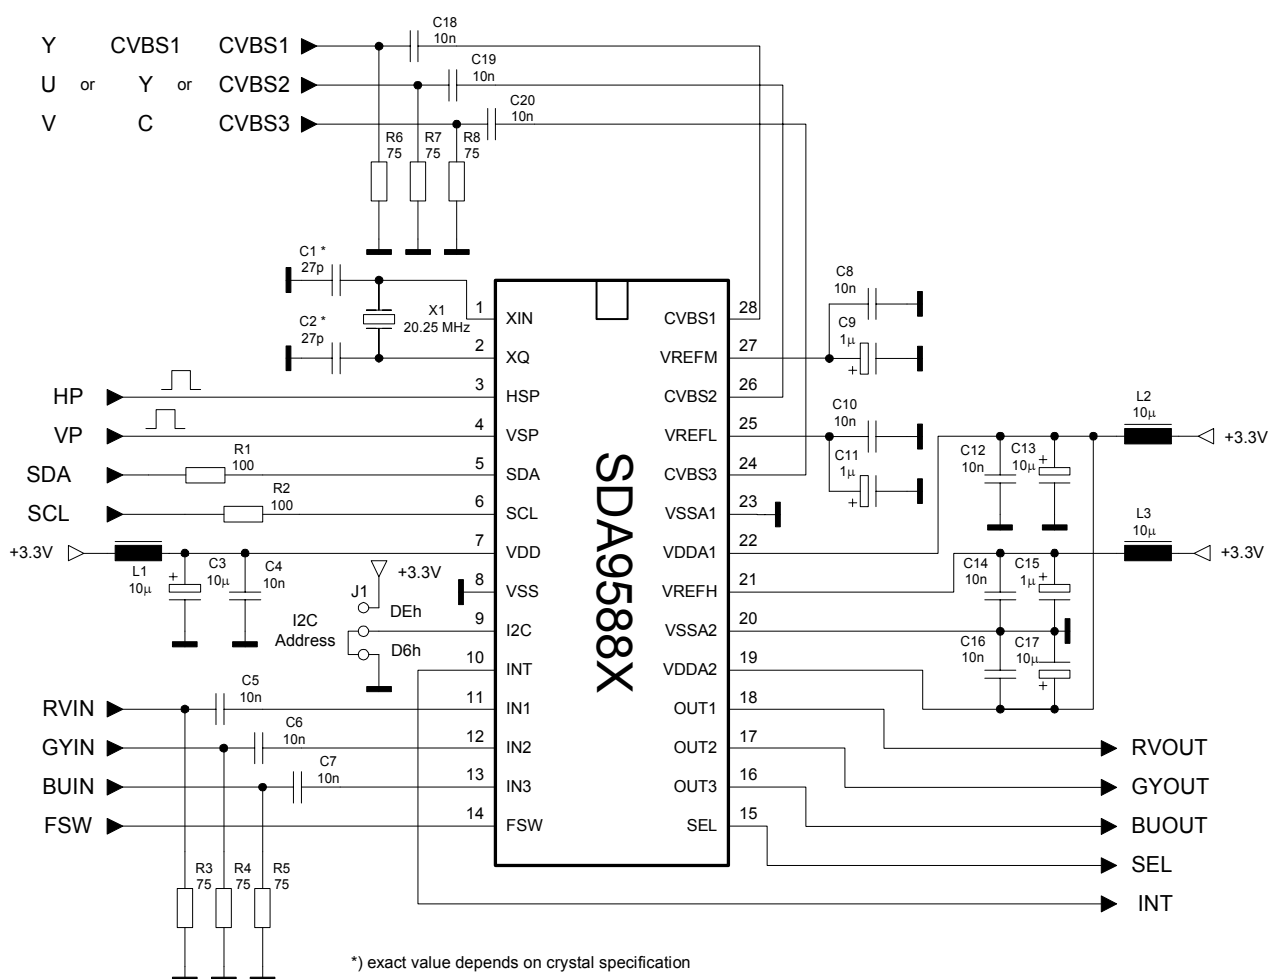 C18
10n
Y CVBS1 CVBS1
C19
10n
U or Y or CVBS2
C20
10n
V C CVBS3
R6 R7 R8
75 75 75
C1 *
27p
C2 *
27p
X1
20.25 MHz
C8
10n
C9
1µ
+
1 XIN CVBS1 28
2 XQ VREFM 27
HP 3 HSP CVBS2 26
VP 4 VSP VREFL 25
C10
10n
C11
1µ
+
L2
10µ
+3.3V
C12
10n
C13
10µ
+
R1
100
SDA 5 SDA CVBS3 24
R2
100
SCL 6 SCL VSSA1 23
+3.3V 7 VDD VDDA1 22
L3
10µ
+3.3V
L1
10µ
+
C3
10µ
C4
10n
+3.3V
J1
DEh
8 VSS VREFH 21
C14
10n
C15
1µ
+
I2C
Address
D6h
9 I2C VSSA2 20
C16
10n
C17
10µ
+
10 INT VDDA2 19
SDA9588X
C5
10n
RVIN 11 IN1 OUT1 18
C6
10n
GYIN 12 IN2 OUT2 17 RVOUT
C7
10n
BUIN 13 IN3 OUT3 16 GYOUT
FSW 14 FSW SEL 15 BUOUT
SEL
R3 R4 R5
75 75 75
INT
*) exact value depends on crystal specification